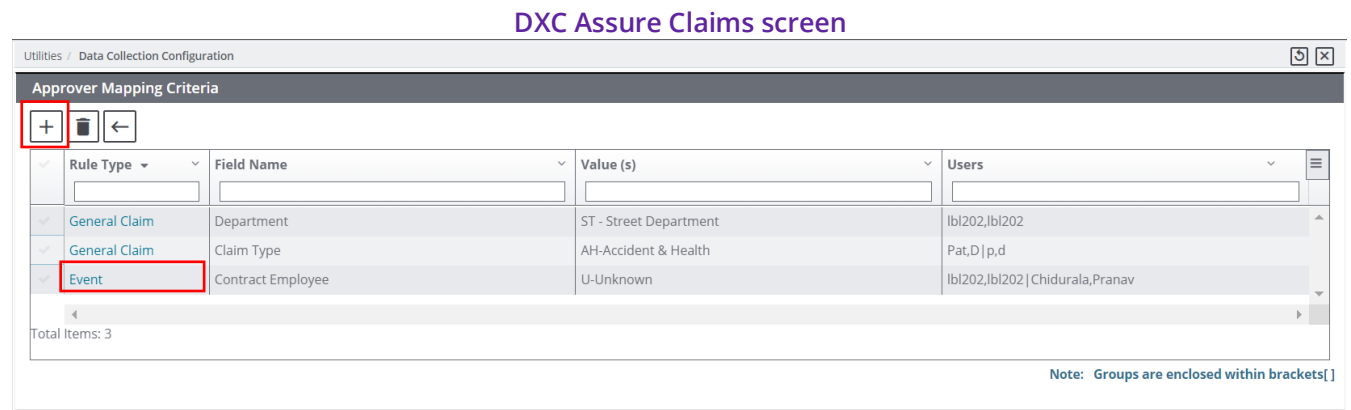 DXC Assure Claims screen
Utilities / Data Collection Configuration
Approver Mapping Criteria
Rule Type Field Name Value (s) Users
General Claim Department ST - Street Department lbl202,lbl202
General Claim Claim Type AH-Accident & Health Pat,D|p,d
Event Contract Employee U-Unknown lbl202,lbl202|Chidurala,Pranav
Total Items: 3
Note: Groups are enclosed within brackets[ ]